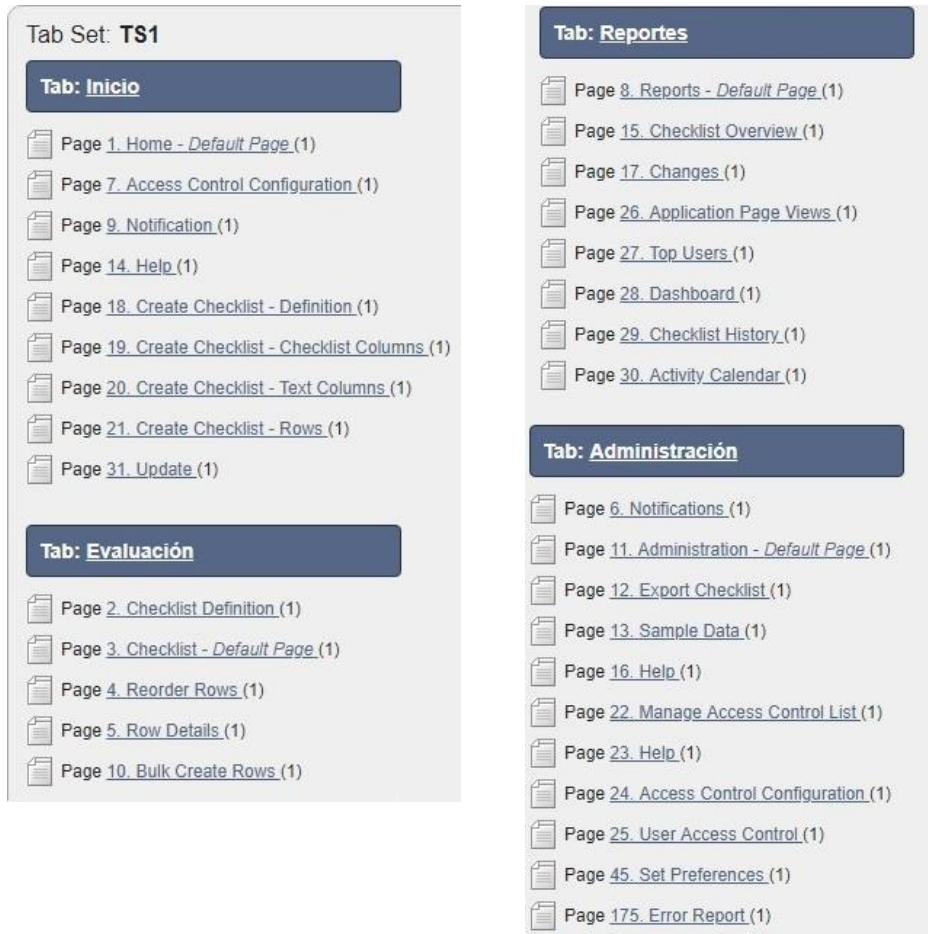 Tab Set: TS1
Tab: Inicio
Page 1. Home - Default Page (1)
Page 7. Access Control Configuration (1)
Page 9. Notification (1)
Page 14. Help (1)
Page 18. Create Checklist - Definition (1)
Page 19. Create Checklist - Checklist Columns (1)
Page 20. Create Checklist - Text Columns (1)
Page 21. Create Checklist - Rows (1)
Page 31. Update (1)
Tab: Evaluación
Page 2. Checklist Definition (1)
Page 3. Checklist - Default Page (1)
Page 4. Reorder Rows (1)
Page 5. Row Details (1)
Page 10. Bulk Create Rows (1)
Tab: Reportes
Page 8. Reports - Default Page (1)
Page 15. Checklist Overview (1)
Page 17. Changes (1)
Page 26. Application Page Views (1)
Page 27. Top Users (1)
Page 28. Dashboard (1)
Page 29. Checklist History (1)
Page 30. Activity Calendar (1)
Tab: Administración
Page 6. Notifications (1)
Page 11. Administration - Default Page (1)
Page 12. Export Checklist (1)
Page 13. Sample Data (1)
Page 16. Help (1)
Page 22. Manage Access Control List (1)
Page 23. Help (1)
Page 24. Access Control Configuration (1)
Page 25. User Access Control (1)
Page 45. Set Preferences (1)
Page 175. Error Report (1)